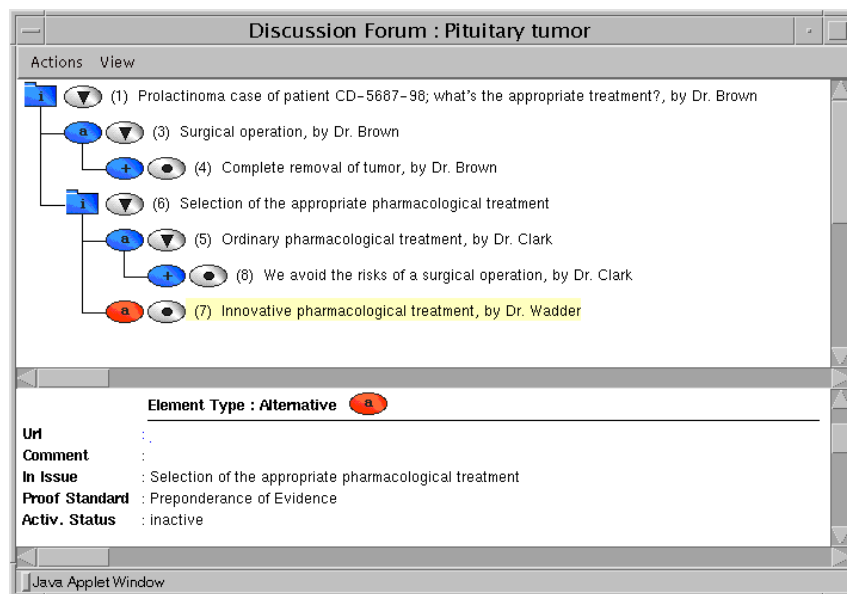 Discussion Forum : Pituitary tumor
Actions View
i (1) Prolactinoma case of patient CD-5687-98; what's the appropriate treatment?, by Dr. Brown
a (3) Surgical operation, by Dr. Brown
+ (4) Complete removal of tumor, by Dr. Brown
i (6) Selection of the appropriate pharmacological treatment
a (5) Ordinary pharmacological treatment, by Dr. Clark
+ (8) We avoid the risks of a surgical operation, by Dr. Clark
a (7) Innovative pharmacological treatment, by Dr. Wadder
Element Type : Alternative a
Url :
Comment :
In Issue : Selection of the appropriate pharmacological treatment
Proof Standard : Preponderance of Evidence
Activ. Status : inactive
Java Applet Window